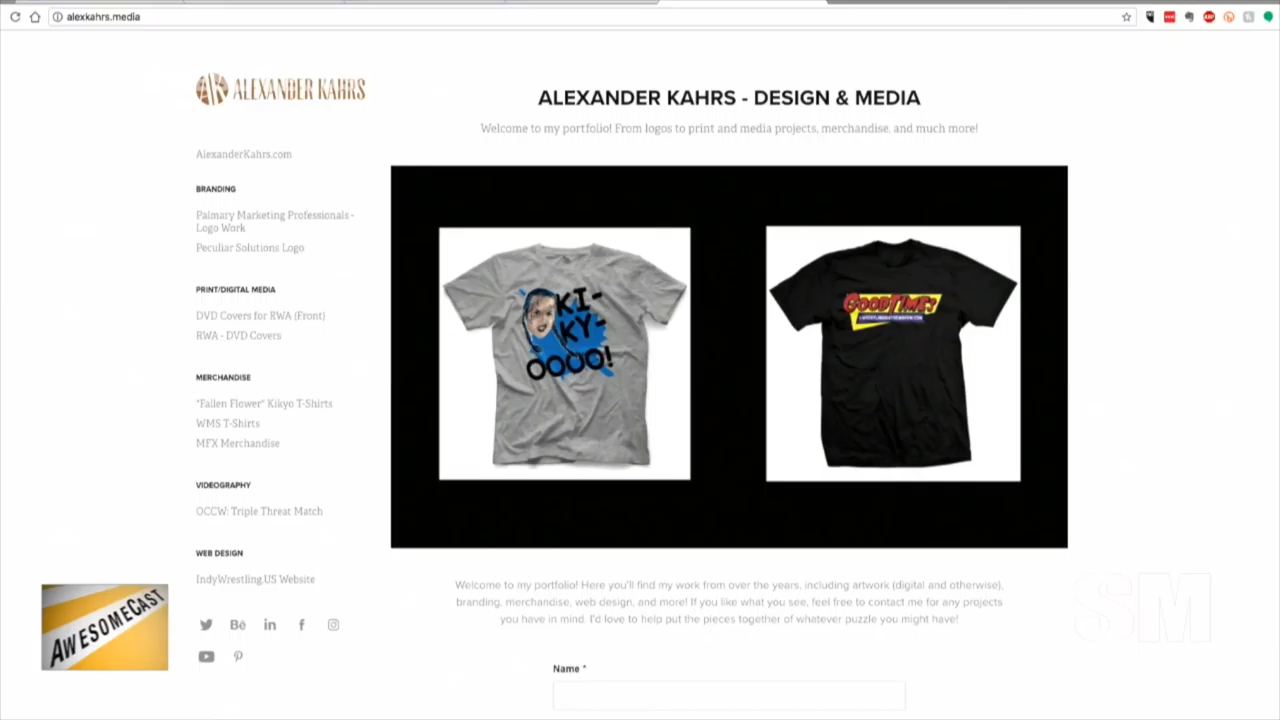 alexkahrs.media
AK ALEXANDER KAHRS
ALEXANDER KAHRS - DESIGN & MEDIA
Welcome to my portfolio! From logos to print and media projects, merchandise, and much more!
AlexanderKahrs.com
BRANDING
Palmary Marketing Professionals -
Logo Work
Peculiar Solutions Logo
PRINT/DIGITAL MEDIA
DVD Covers for RWA (Front)
RWA - DVD Covers
MERCHANDISE
"Fallen Flower" Kikyo T-Shirts
WMS T-Shirts
MFX Merchandise
VIDEOGRAPHY
OCCW: Triple Threat Match
WEB DESIGN
IndyWrestling.US Website
KI-
KY-
OOOO!
GOODTIME!
AWESOMECAST
Bē
in
f
SM
Welcome to my portfolio! Here you'll find my work from over the years, including artwork (digital and otherwise),
branding, merchandise, web design, and more! If you like what you see, feel free to contact me for any projects
you have in mind. I'd love to help put the pieces together of whatever puzzle you might have!
Name *